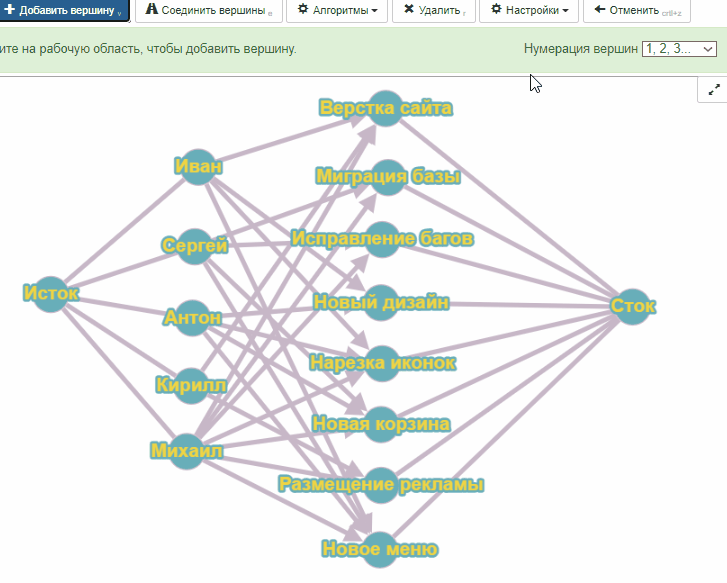 Добавить вершину v
Соединить вершины e
Алгоритмы
Удалить r
Настройки
Отменить crtl+z
ите на рабочую область, чтобы добавить вершину.
Нумерация вершин 1, 2, 3...
Верстка сайта
Иван
Миграция базы
Сергей
Исправление багов
Исток
Новый дизайн
Сток
Антон
Нарезка иконок
Кирилл
Новая корзина
Михаил
Размещение рекламы
Новое меню